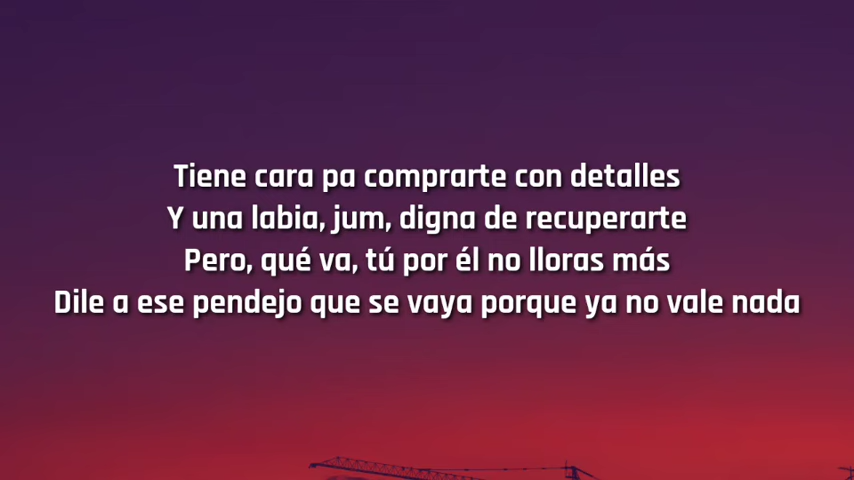 Tiene cara pa comprarte con detalles
Y una labia, jum, digna de recuperarte
Pero, qué va, tú por él no lloras más
Dile a ese pendejo que se vaya porque ya no vale nada